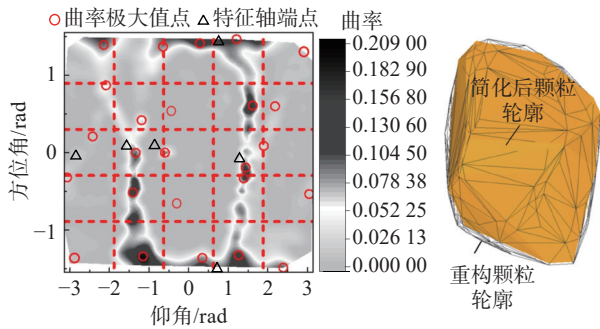 曲率极大值点 特征轴端点 曲率
1
0
−1
方位角/rad
−3 −2 −1 0 1 2 3
仰角/rad
0.209 00
0.182 90
0.156 80
0.130 60
0.104 50
0.078 38
0.052 25
0.026 13
0.000 00
简化后颗粒
轮廓
重构颗粒
轮廓